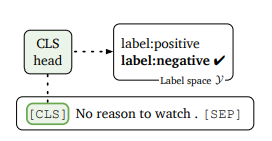 CLS
head
label:positive
label:negative ✔
Label space 𝒴
[CLS] No reason to watch . [SEP]